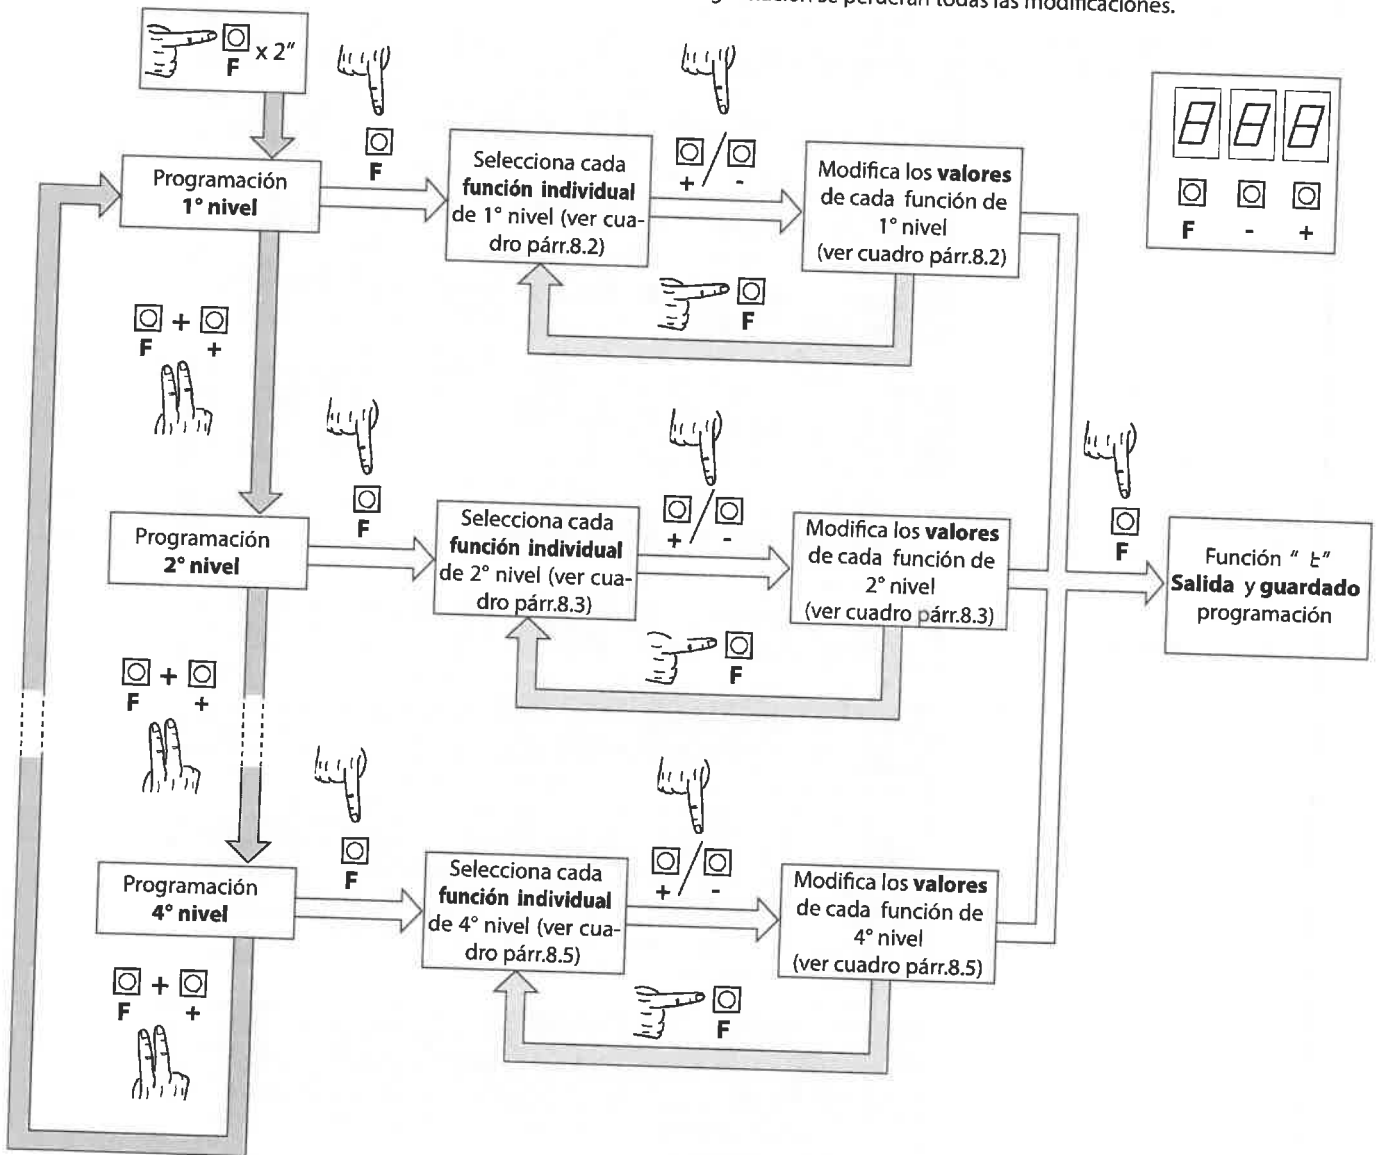 se perderán todas las modificaciones.
F x 2"
F
+ / -
F - +
Programación
1° nivel
Selecciona cada
función individual
de 1° nivel (ver cua-
dro párr.8.2)
Modifica los valores
de cada función de
1° nivel
(ver cuadro párr.8.2)
F
F + +
F
+ / -
F
Programación
2° nivel
Selecciona cada
función individual
de 2° nivel (ver cua-
dro párr.8.3)
Modifica los valores
de cada función de
2° nivel
(ver cuadro párr.8.3)
Función " t"
Salida y guardado
programación
F
F + +
F
+ / -
Programación
4° nivel
Selecciona cada
función individual
de 4° nivel (ver cua-
dro párr.8.5)
Modifica los valores
de cada función de
4° nivel
(ver cuadro párr.8.5)
F
F + +